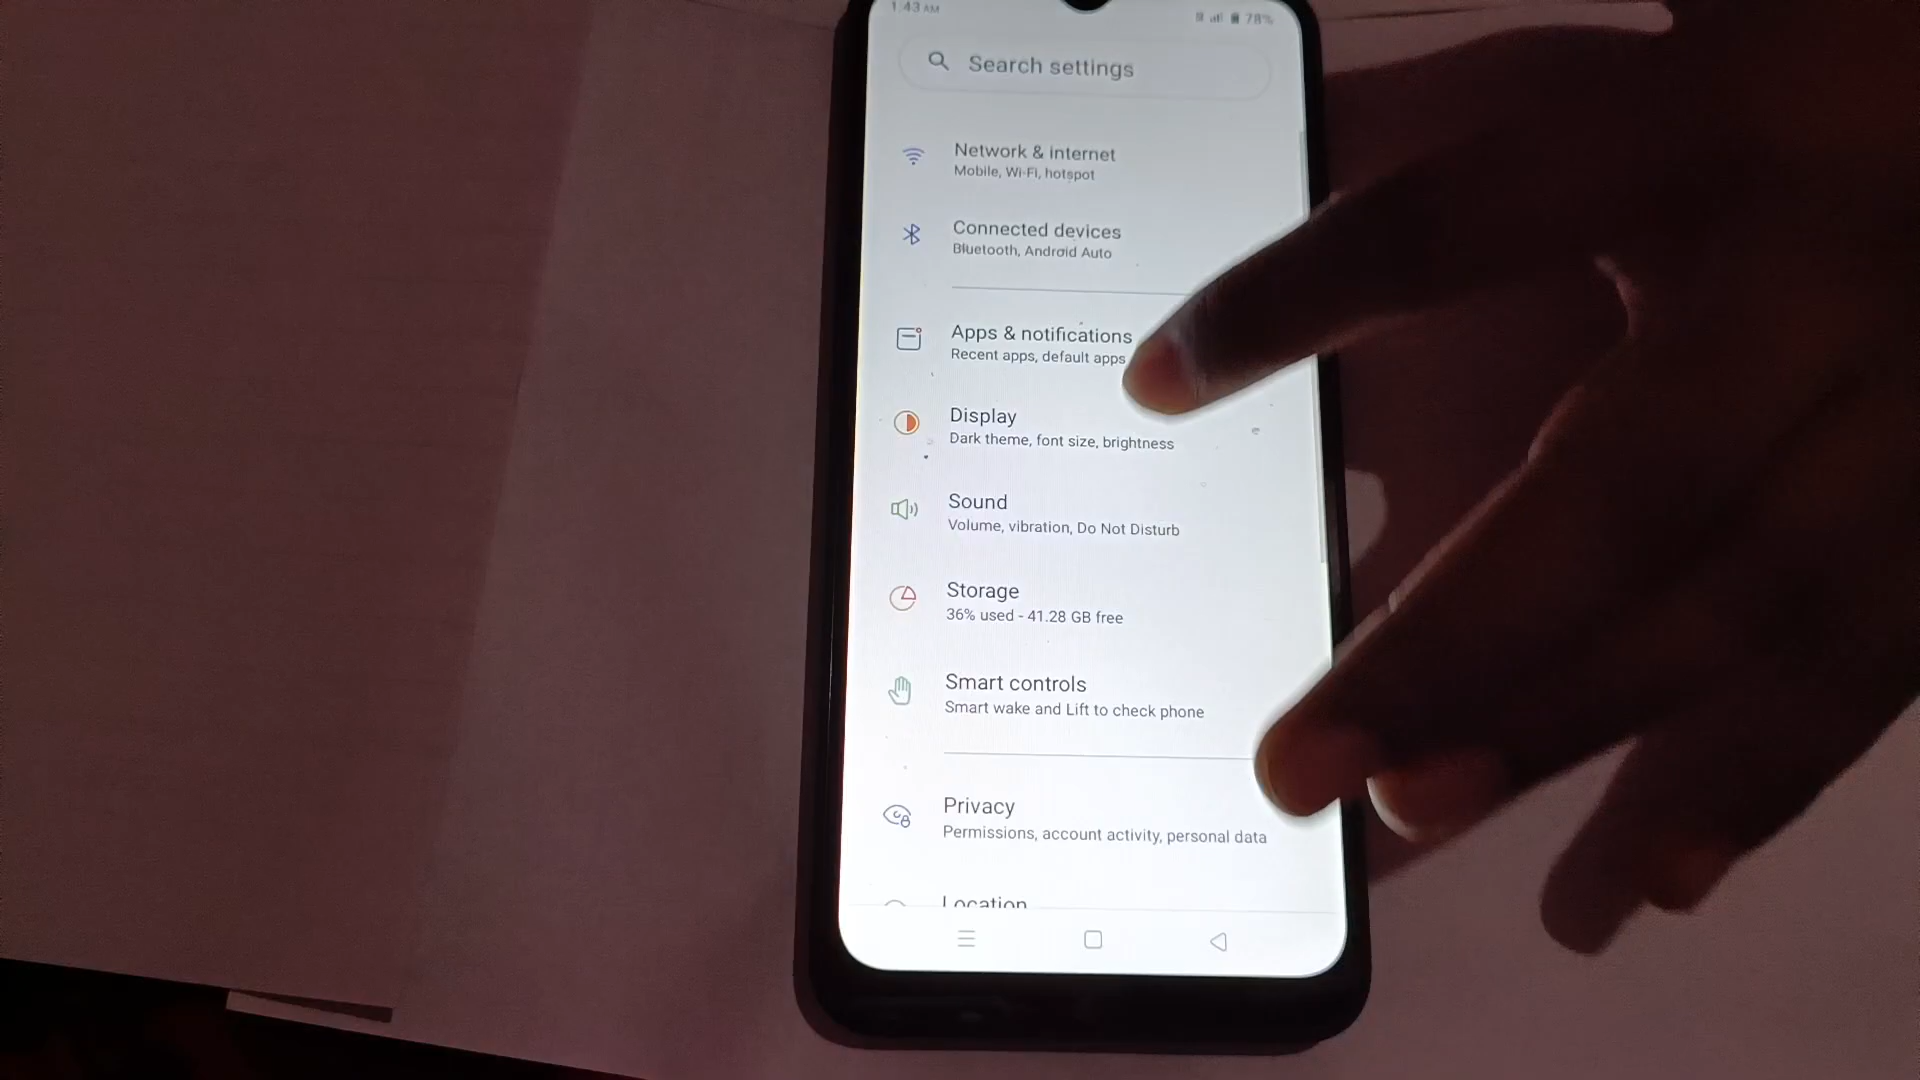 1:43 AM
78%
Search settings
Network & internet
Mobile, Wi-Fi, hotspot
Connected devices
Bluetooth, Android Auto
Apps & notifications
Recent apps, default apps
Display
Dark theme, font size, brightness
Sound
Volume, vibration, Do Not Disturb
Storage
36% used - 41.28 GB free
Smart controls
Smart wake and Lift to check phone
Privacy
Permissions, account activity, personal data
Location